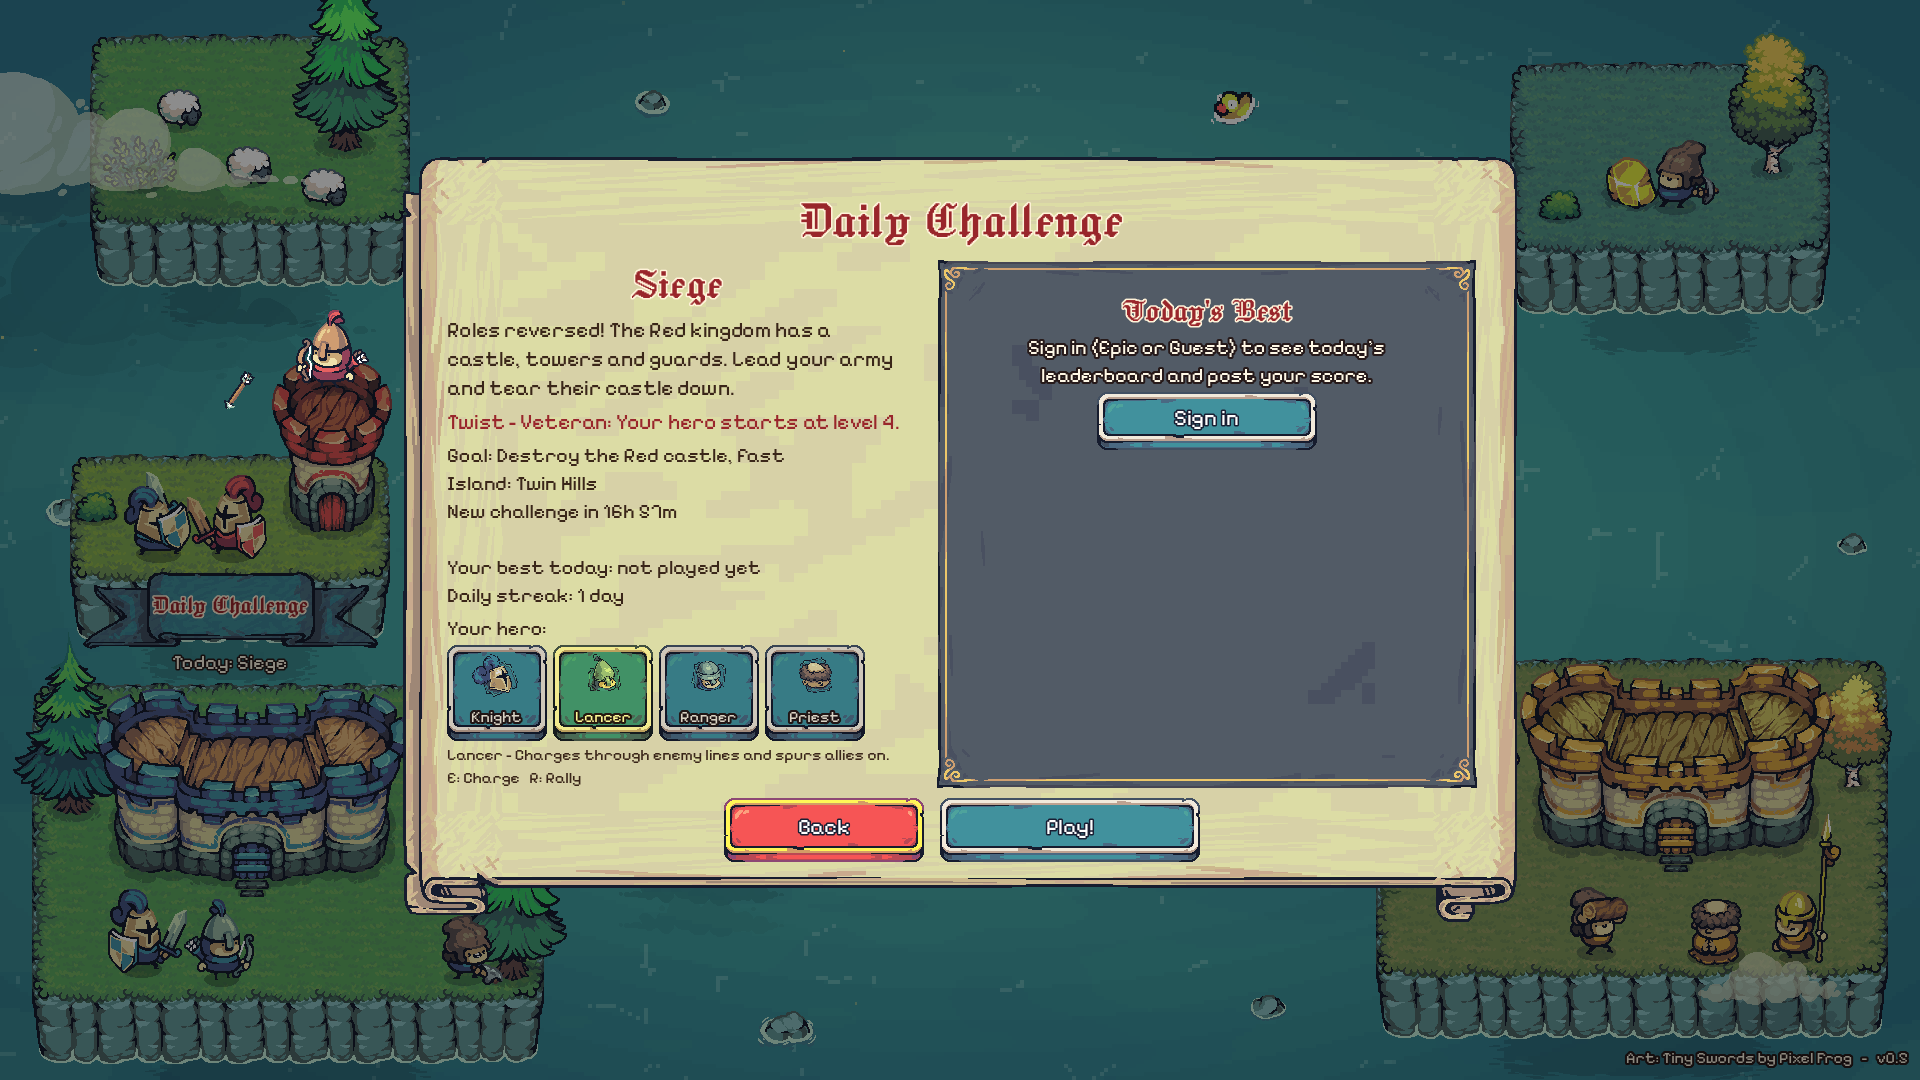 Daily Challenge
Siege
Roles reversed! The Red kingdom has a
castle, towers and guards. Lead your army
and tear their castle down.
Twist - Veteran: Your hero starts at level 4.
Goal: Destroy the Red castle, fast
Island: Twin Hills
New challenge in 16h 37m
Your best today: not played yet
Daily streak: 1 day
Your hero:
Knight
Lancer
Ranger
Priest
Lancer - Charges through enemy lines and spurs allies on.
E: Charge R: Rally
Today's Best
Sign in (Epic or Guest) to see today's
leaderboard and post your score.
Sign in
Back
Play!
Daily Challenge
Today: Siege
Art: Tiny Swords by Pixel Frog - v0.3